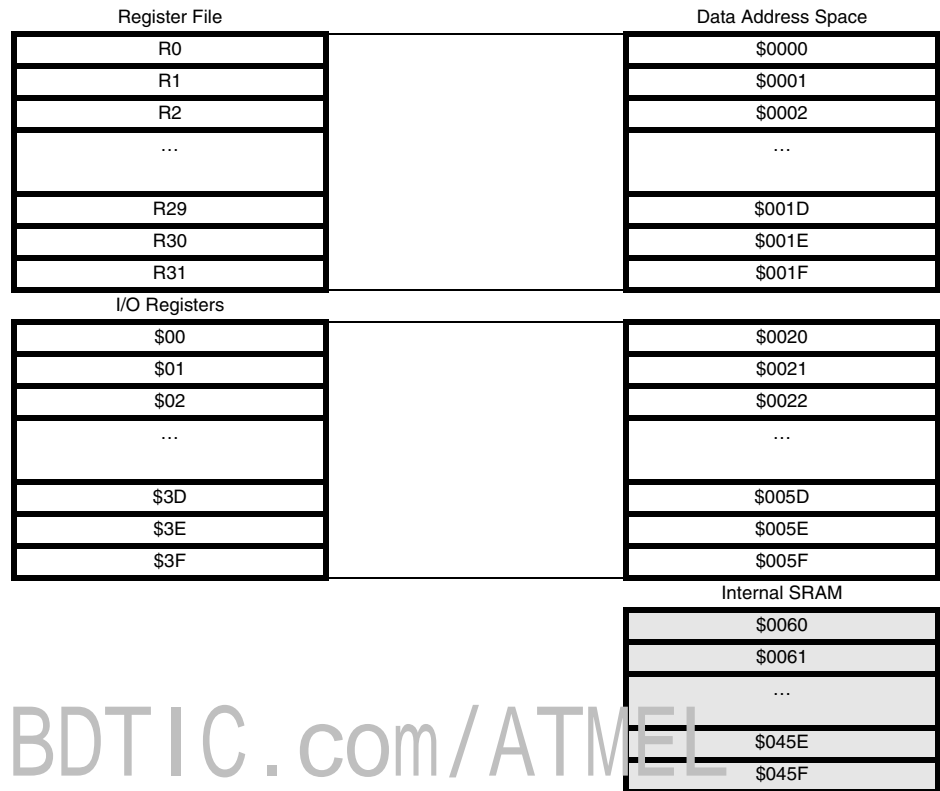 Register File Data Address Space
R0 $0000
R1 $0001
R2 $0002
... ...
R29 $001D
R30 $001E
R31 $001F
I/O Registers
$00 $0020
$01 $0021
$02 $0022
... ...
$3D $005D
$3E $005E
$3F $005F
Internal SRAM
$0060
$0061
...
$045E
$045F
BDTIC.com/ATMEL